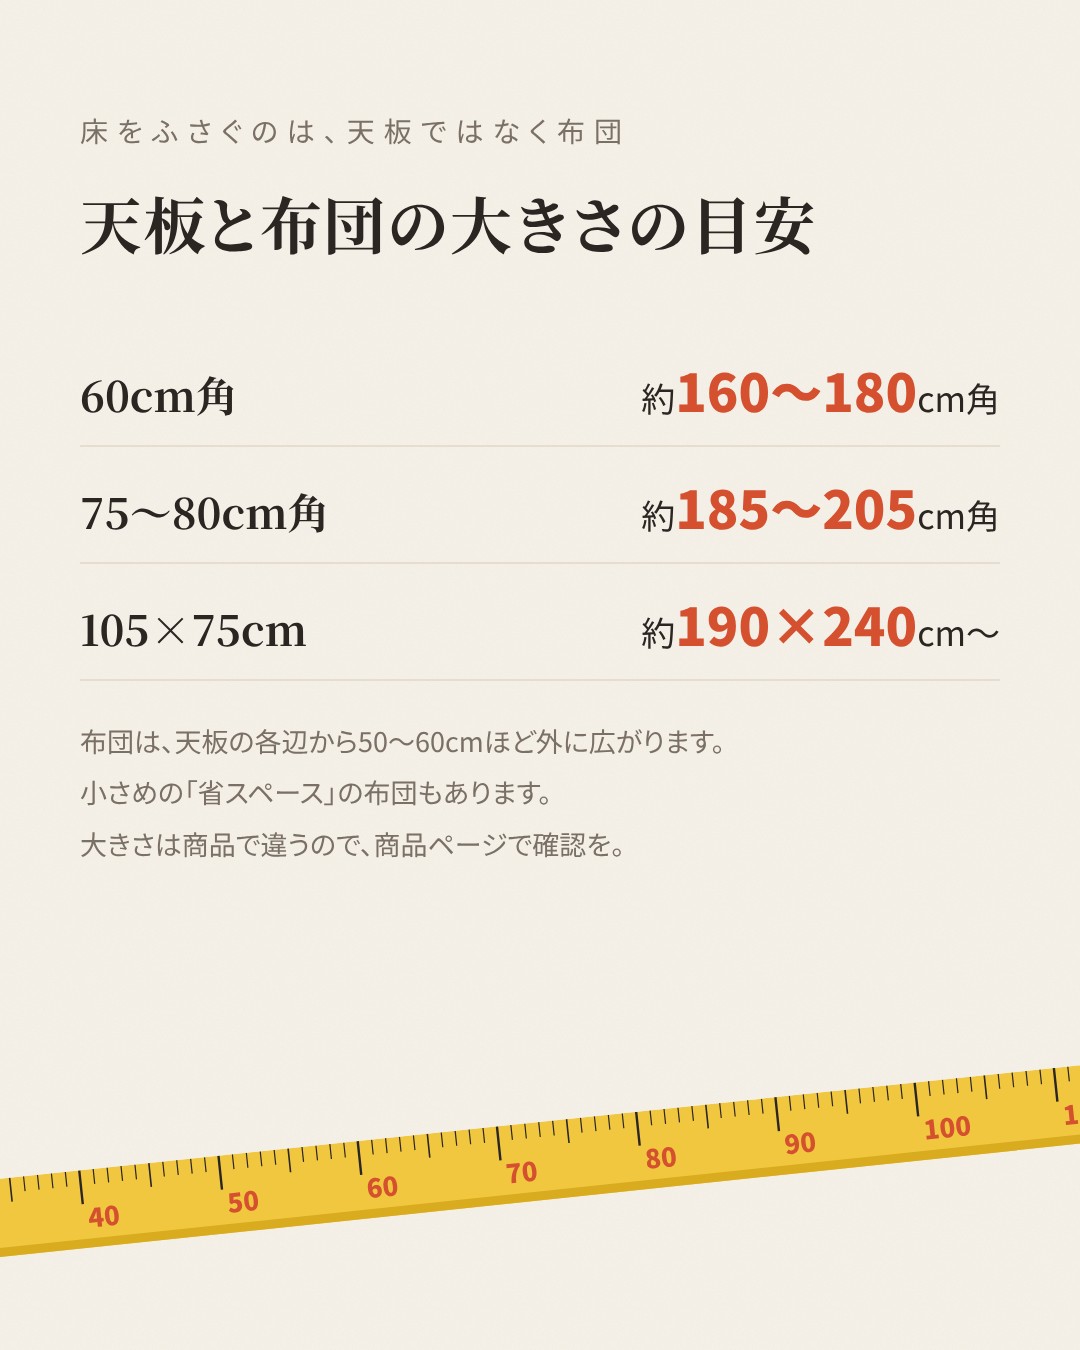 床をふさぐのは、天板ではなく布団
天板と布団の大きさの目安
60cm角 約160〜180cm角
75〜80cm角 約185〜205cm角
105×75cm 約190×240cm〜
布団は、天板の各辺から50〜60cmほど外に広がります。
小さめの「省スペース」の布団もあります。
大きさは商品で違うので、商品ページで確認を。
40 50 60 70 80 90 100